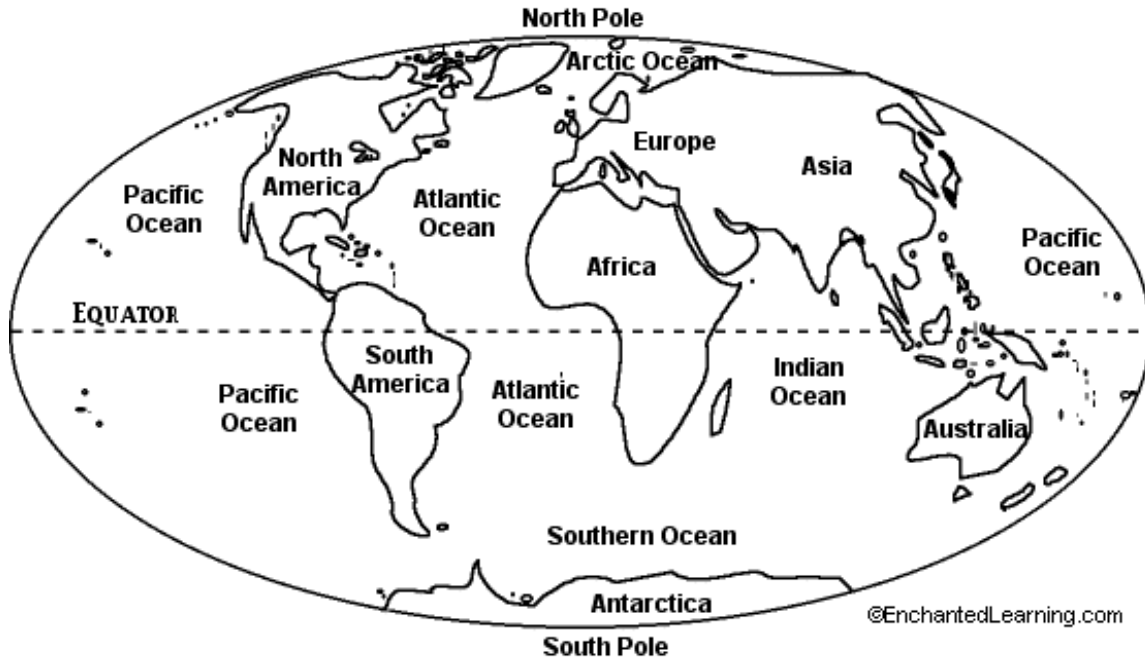 North Pole
Arctic Ocean
North
America
Europe
Asia
Pacific
Ocean
Atlantic
Ocean
Africa
Pacific
Ocean
EQUATOR
South
America
Pacific
Ocean
Atlantic
Ocean
Indian
Ocean
Australia
Southern Ocean
Antarctica
©EnchantedLearning.com
South Pole